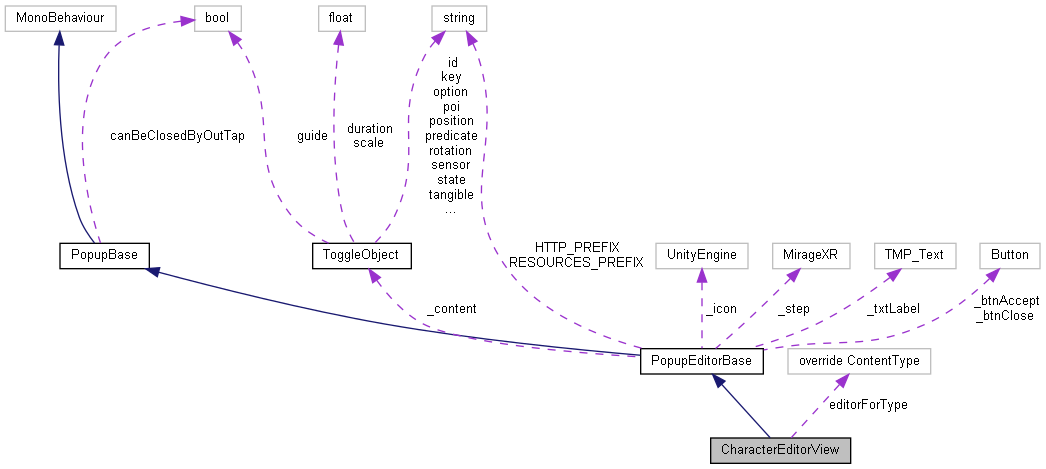 MonoBehaviour
bool
float
string
id
key
option
poi
position
predicate
rotation
sensor
state
tangible
...
canBeClosedByOutTap
guide
duration
scale
HTTP_PREFIX
RESOURCES_PREFIX
PopupBase
ToggleObject
UnityEngine
MirageXR
TMP_Text
Button
_content
_icon
_step
_txtLabel
_btnAccept
_btnClose
PopupEditorBase
override ContentType
editorForType
CharacterEditorView